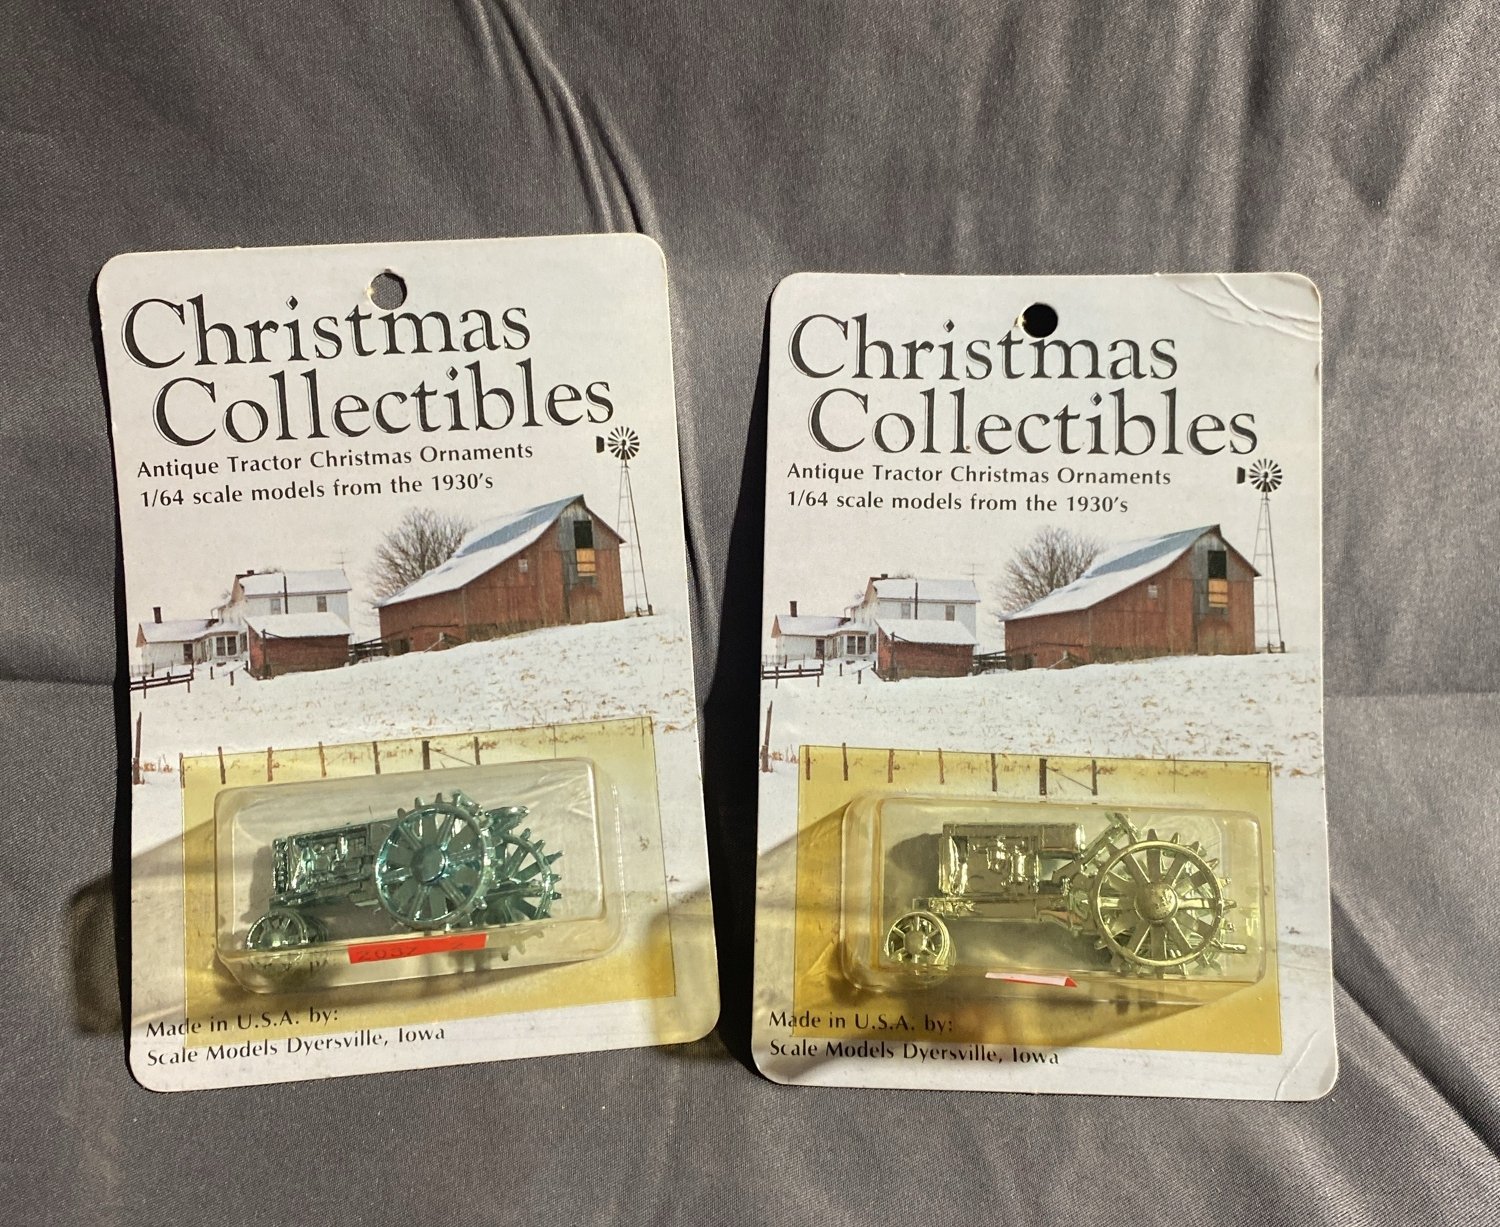 Christmas
Collectibles
Antique Tractor Christmas Ornaments
1/64 scale models from the 1930's
Made in U.S.A. by:
Scale Models Dyersville, Iowa
Christmas
Collectibles
Antique Tractor Christmas Ornaments
1/64 scale models from the 1930's
Made in U.S.A. by:
Scale Models Dyersville, Iowa